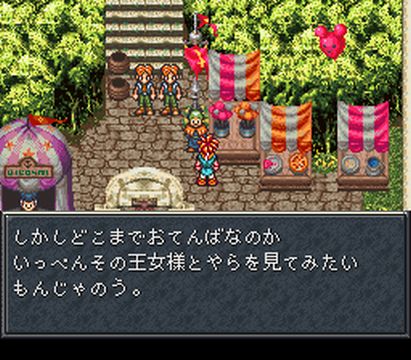 しかしどこまでおてんばなのか
いっぺんその王女様とやらを見てみたい
もんじゃのう。